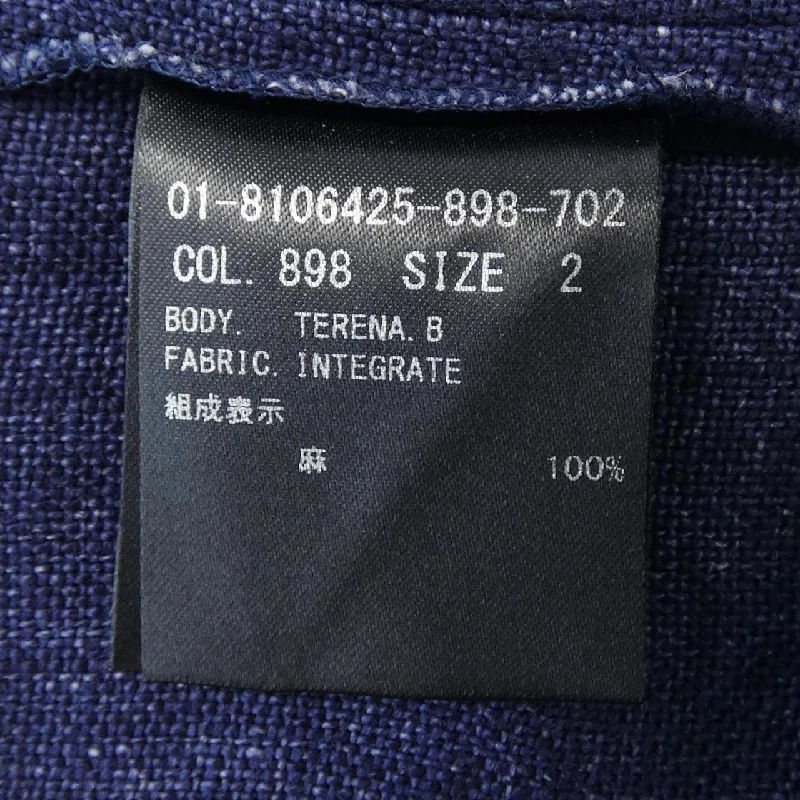 01-8106425-898-702
COL. 898 SIZE 2
BODY. TERENA. B
FABRIC. INTEGRATE
組成表示
麻 100%